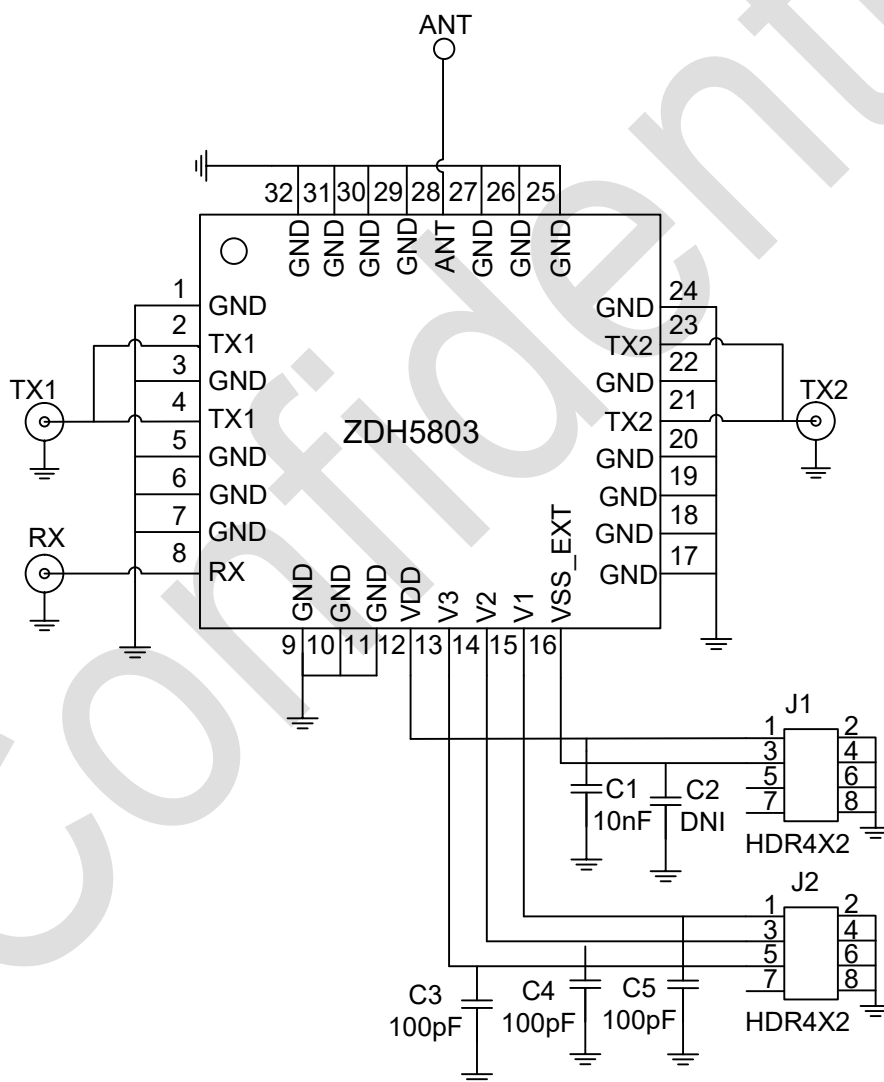 ANT
32 31 30 29 28 27 26 25
GND GND GND GND ANT GND GND GND
1 GND
2 TX1
3 GND
4 TX1
5 GND
6 GND
7 GND
8 RX
TX1
RX
ZDH5803
GND 24
TX2 23
GND 22
TX2 21
GND 20
GND 19
GND 18
GND 17
TX2
GND GND GND VDD V3 V2 V1 VSS_EXT
9 10 11 12 13 14 15 16
J1
1 2
3 4
5 6
7 8
HDR4X2
C1
10nF
C2
DNI
J2
1 2
3 4
5 6
7 8
HDR4X2
C3
100pF
C4
100pF
C5
100pF
Confidenti